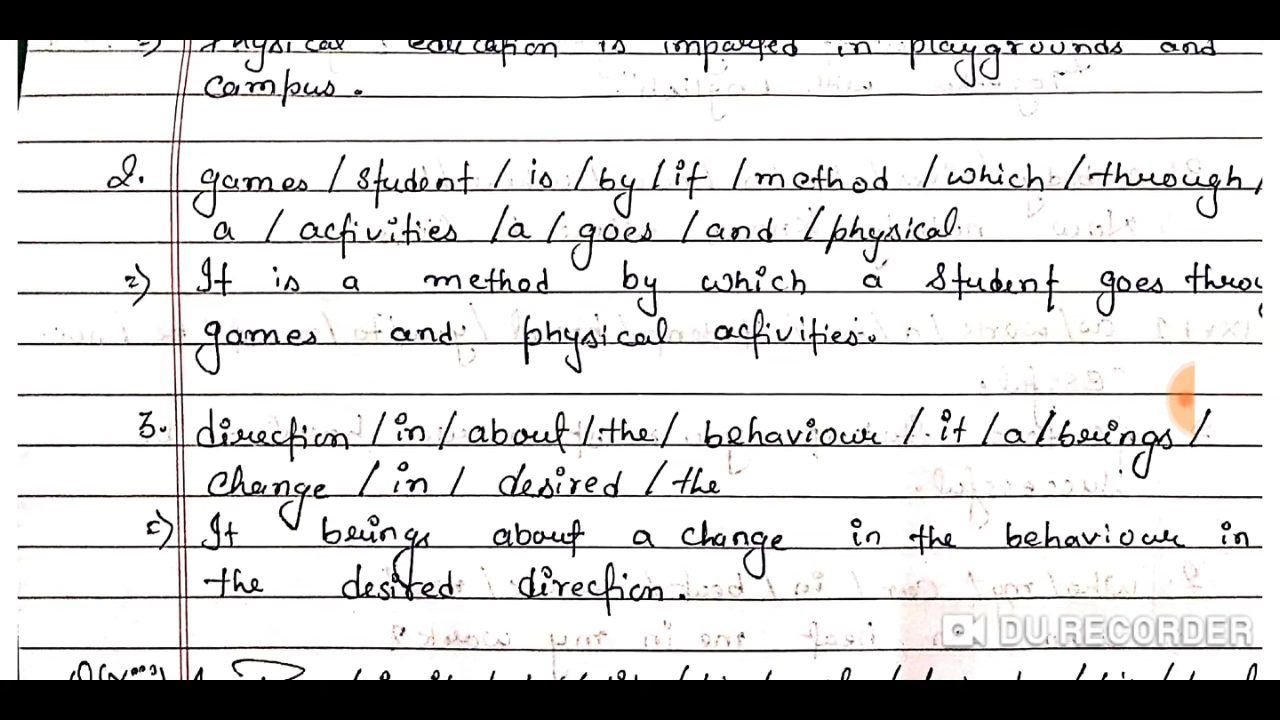 Physical education is imparted in playgrounds and
campus.
2. games / student / is / by / it / method / which / through,
a / activities / a / goes / and / physical
It is a method by which a student goes throu
games and physical activities.
3. direction / in / about / the / behaviour / it / a / brings /
change / in / desired / the
It brings about a change in the behaviour in
the desired direction.
DU RECORDER